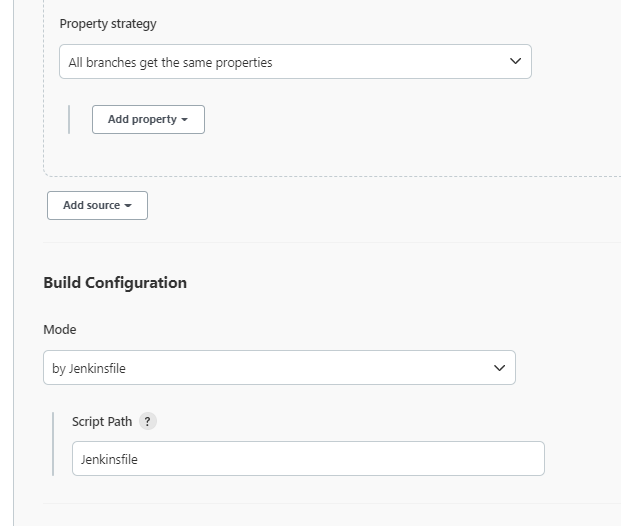 Property strategy
All branches get the same properties
Add property
Add source
Build Configuration
Mode
by Jenkinsfile
Script Path ?
Jenkinsfile